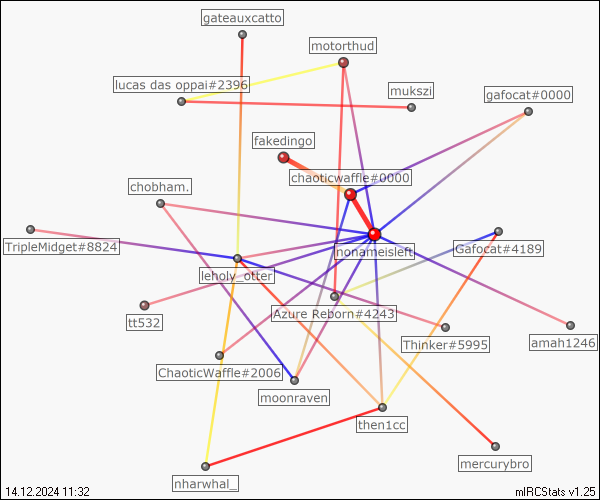 gateauxcatto
motorthud
lucas das oppai#2396
mukszi
gafocat#0000
fakedingo
chaoticwaffle#0000
chobham.
TripleMidget#8824
nonameisleft
Gafocat#4189
leholy_otter
Azure Reborn#4243
tt532
Thinker#5995
amah1246
ChaoticWaffle#2006
moonraven
then1cc
mercurybro
nharwhal_
14.12.2024 11:32
mIRCStats v1.25